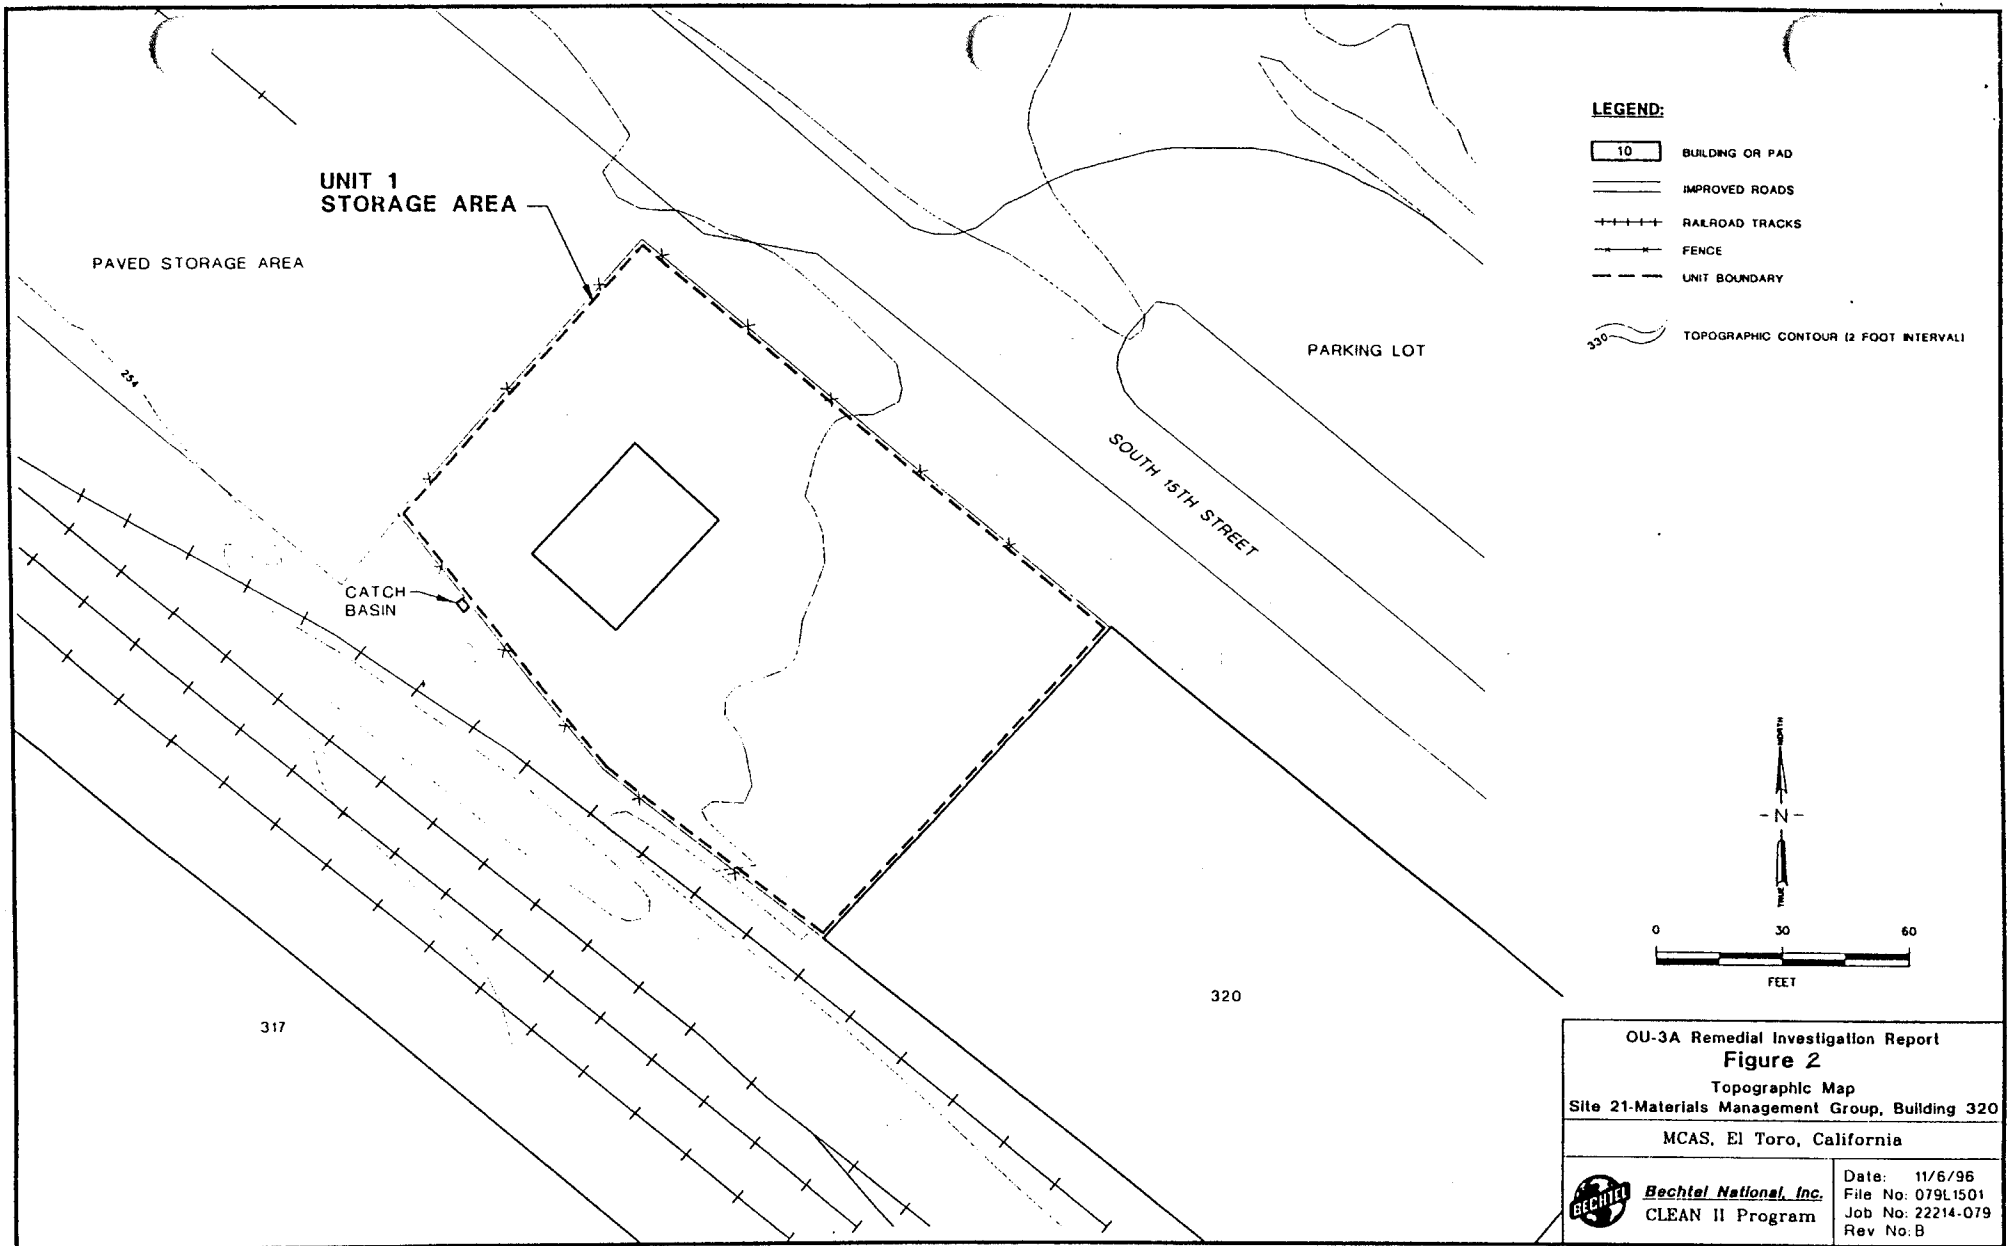 UNIT 1
STORAGE AREA
PAVED STORAGE AREA
254
CATCH
BASIN
317
320
SOUTH 15TH STREET
PARKING LOT
LEGEND:
10 BUILDING OR PAD
IMPROVED ROADS
RAILROAD TRACKS
FENCE
UNIT BOUNDARY
330 TOPOGRAPHIC CONTOUR (2 FOOT INTERVAL)
NORTH
-N-
TRUE
0 30 60
FEET
OU-3A Remedial Investigation Report
Figure 2
Topographic Map
Site 21-Materials Management Group, Building 320
MCAS, El Toro, California
BECHTEL
Bechtel National, Inc.
CLEAN II Program
Date: 11/6/96
File No: 079L1501
Job No: 22214-079
Rev No: B